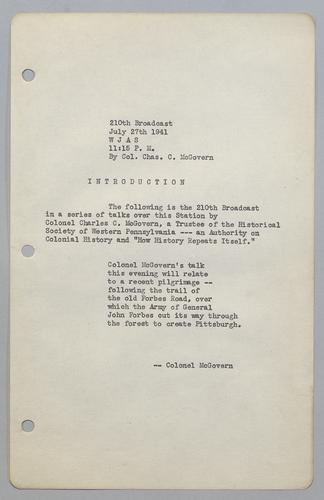 210th Broadcast
July 27th 1941
W J A S
11:15 P. M.
By Col. Chas. C. McGovern
I N T R O D U C T I O N
The following is the 210th Broadcast
in a series of talks over this Station by
Colonel Charles C. McGovern, a Trustee of the Historical
Society of Western Pennsylvania --- an Authority on
Colonial History and "How History Repeats Itself."
Colonel McGovern's talk
this evening will relate
to a recent pilgrimage --
following the trail of
the old Forbes Road, over
which the Army of General
John Forbes cut its way through
the forest to create Pittsburgh.
-- Colonel McGovern